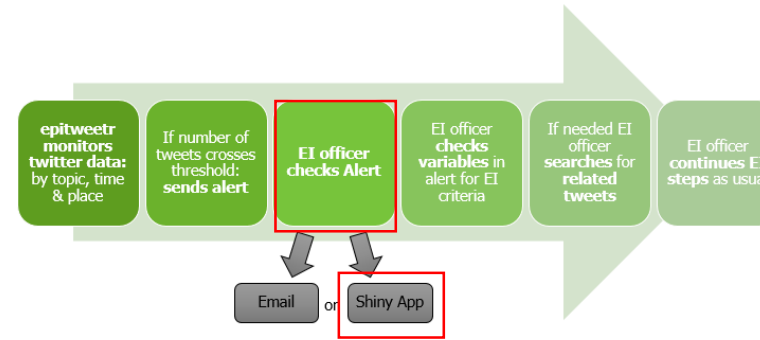 epitweetr
monitors
twitter data:
by topic, time
& place
If number of
tweets crosses
threshold:
sends alert
EI officer
checks Alert
EI officer
checks
variables in
alert for EI
criteria
If needed EI
officer
searches for
related
tweets
EI officer
continues E
steps as usua
Email
or
Shiny App